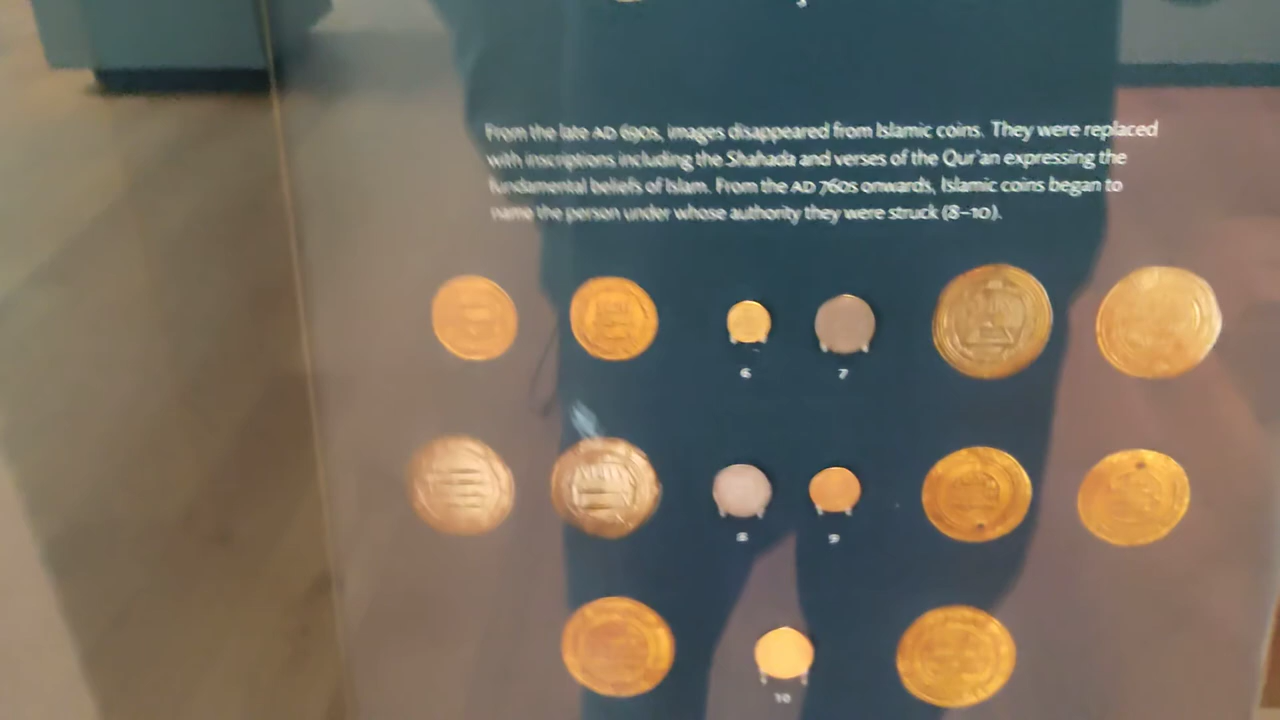 From the late AD 690s, images disappeared from Islamic coins. They were replaced
with inscriptions including the Shahada and verses of the Qur'an expressing the
fundamental beliefs of Islam. From the AD 760s onwards, Islamic coins began to
name the person under whose authority they were struck (8–10).
6 7
8 9
10